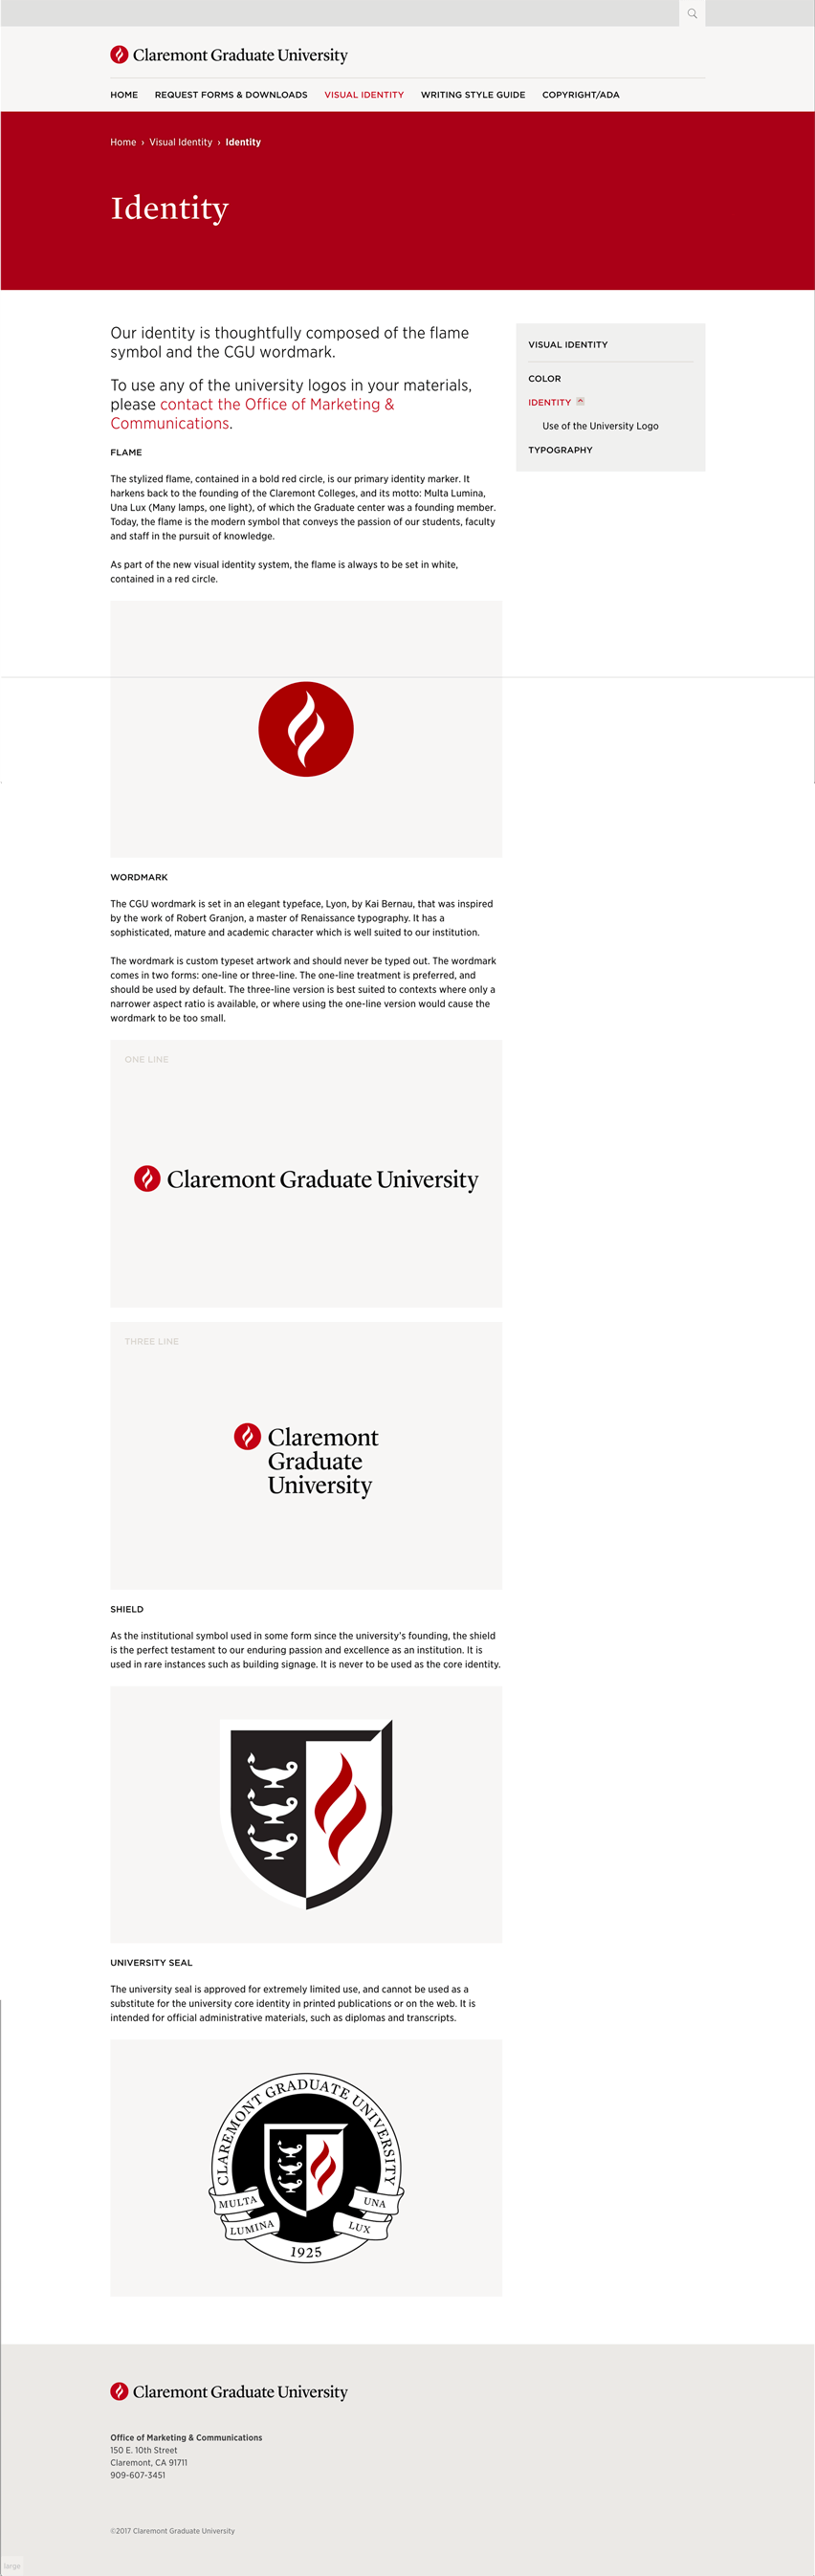 Claremont Graduate University
HOME REQUEST FORMS & DOWNLOADS VISUAL IDENTITY WRITING STYLE GUIDE COPYRIGHT/ADA
Home › Visual Identity › Identity
Identity
Our identity is thoughtfully composed of the flame
symbol and the CGU wordmark.
To use any of the university logos in your materials,
please contact the Office of Marketing &
Communications.
FLAME
The stylized flame, contained in a bold red circle, is our primary identity marker. It
harkens back to the founding of the Claremont Colleges, and its motto: Multa Lumina,
Una Lux (Many lamps, one light), of which the Graduate center was a founding member.
Today, the flame is the modern symbol that conveys the passion of our students, faculty
and staff in the pursuit of knowledge.
As part of the new visual identity system, the flame is always to be set in white,
contained in a red circle.
VISUAL IDENTITY
COLOR
IDENTITY
Use of the University Logo
TYPOGRAPHY
WORDMARK
The CGU wordmark is set in an elegant typeface, Lyon, by Kai Bernau, that was inspired
by the work of Robert Granjon, a master of Renaissance typography. It has a
sophisticated, mature and academic character which is well suited to our institution.
The wordmark is custom typeset artwork and should never be typed out. The wordmark
comes in two forms: one-line or three-line. The one-line treatment is preferred, and
should be used by default. The three-line version is best suited to contexts where only a
narrower aspect ratio is available, or where using the one-line version would cause the
wordmark to be too small.
ONE LINE
Claremont Graduate University
THREE LINE
Claremont
Graduate
University
SHIELD
As the institutional symbol used in some form since the university's founding, the shield
is the perfect testament to our enduring passion and excellence as an institution. It is
used in rare instances such as building signage. It is never to be used as the core identity.
UNIVERSITY SEAL
The university seal is approved for extremely limited use, and cannot be used as a
substitute for the university core identity in printed publications or on the web. It is
intended for official administrative materials, such as diplomas and transcripts.
CLAREMONT GRADUATE UNIVERSITY
MULTA
LUMINA
UNA
LUX
1925
Claremont Graduate University
Office of Marketing & Communications
150 E. 10th Street
Claremont, CA 91711
909-607-3451
©2017 Claremont Graduate University
large